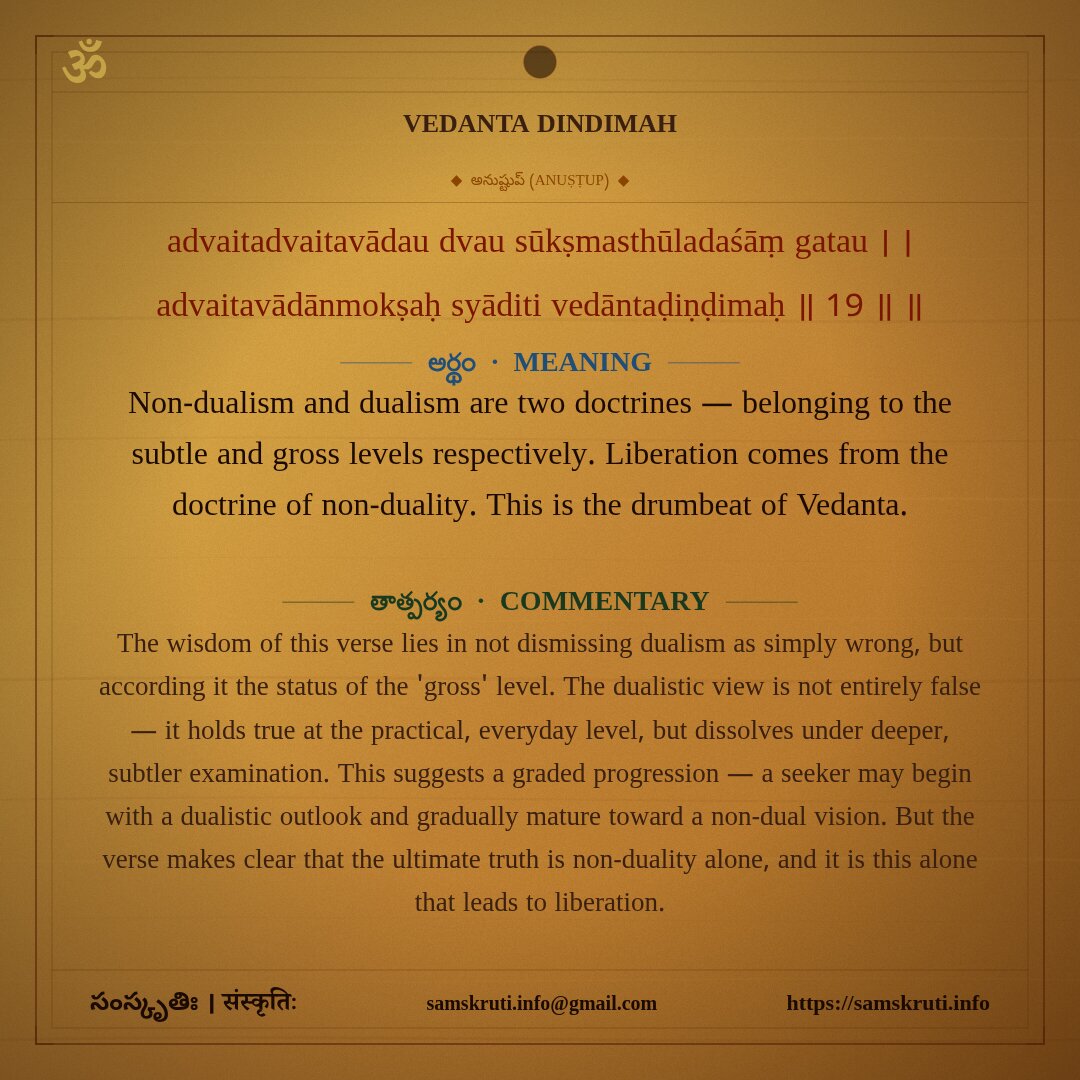 ॐ
VEDANTA DINDIMAH
◆ అనుష్టుప్ (ANUṢṬUP) ◆
advaitadvaitavādau dvau sūkṣmasthūladaśāṃ gatau | |
advaitavādānmokṣaḥ syāditi vedāntaḍiṇḍimaḥ ‖ 19 ‖ ‖
అర్థం · MEANING
Non-dualism and dualism are two doctrines — belonging to the
subtle and gross levels respectively. Liberation comes from the
doctrine of non-duality. This is the drumbeat of Vedanta.
తాత్పర్యం · COMMENTARY
The wisdom of this verse lies in not dismissing dualism as simply wrong, but
according it the status of the 'gross' level. The dualistic view is not entirely false
— it holds true at the practical, everyday level, but dissolves under deeper,
subtler examination. This suggests a graded progression — a seeker may begin
with a dualistic outlook and gradually mature toward a non-dual vision. But the
verse makes clear that the ultimate truth is non-duality alone, and it is this alone
that leads to liberation.
సంస్కృతిః | संस्कृतिः samskruti.info@gmail.com https://samskruti.info